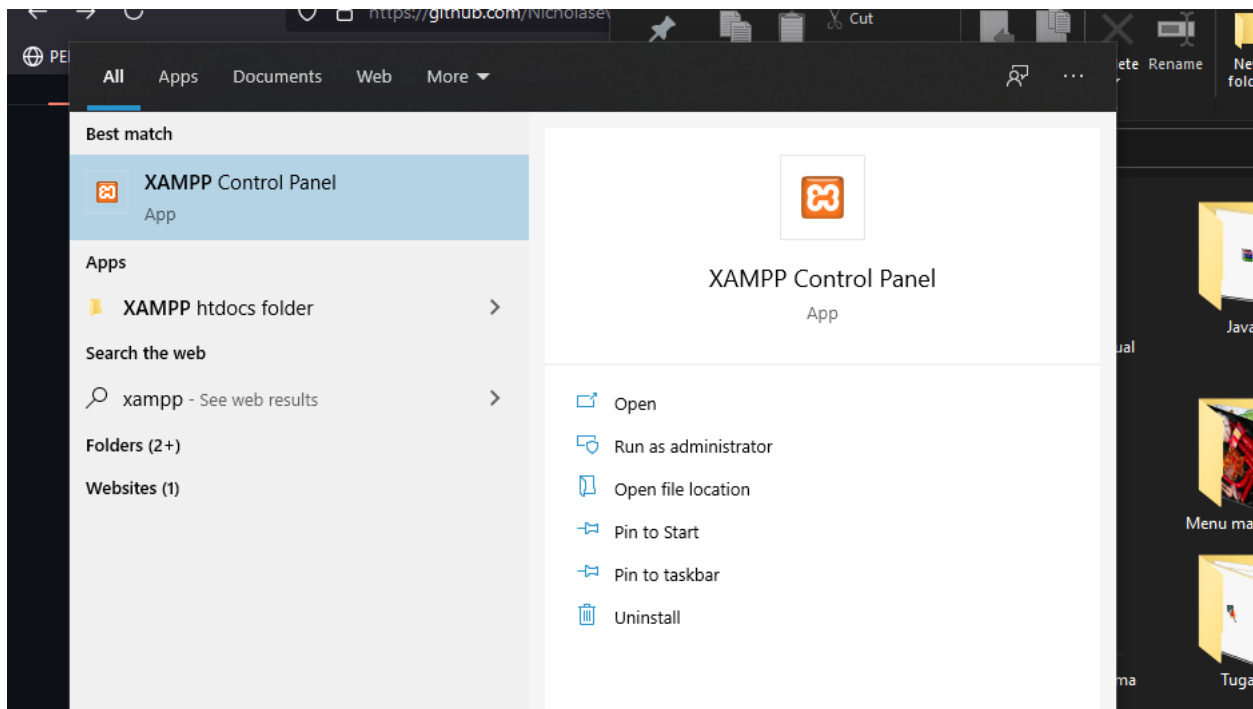 https://github.com/Nicholase
Cut
PE
ete Rename
Ne
fold
All Apps Documents Web More
Best match
XAMPP Control Panel
App
Apps
XAMPP htdocs folder
Search the web
xampp - See web results
Folders (2+)
Websites (1)
XAMPP Control Panel
App
Open
Run as administrator
Open file location
Pin to Start
Pin to taskbar
Uninstall
Java
ual
Menu ma
ma
Tuga